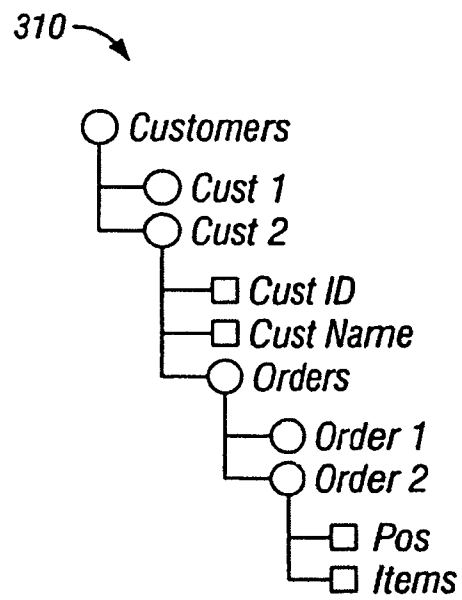 310
Customers
Cust 1
Cust 2
Cust ID
Cust Name
Orders
Order 1
Order 2
Pos
Items